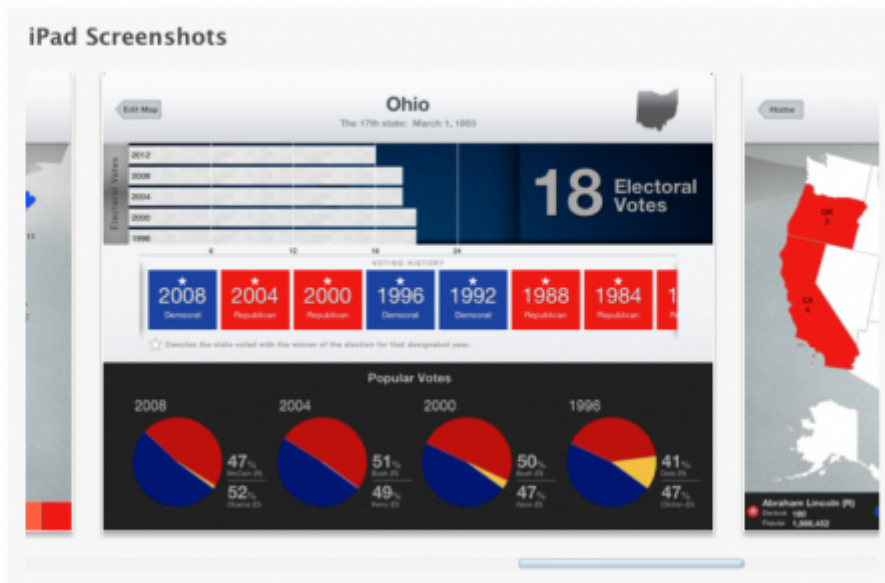 iPad Screenshots
Edit Map
Ohio
The 17th state: March 1, 1803
Home
Electoral Votes
2012
2008
2004
2000
1996
18 Electoral
Votes
6 12 18 24
VOTING HISTORY
2008
Democrat
2004
Republican
2000
Republican
1996
Democrat
1992
Democrat
1988
Republican
1984
Republican
1
Denotes the state voted with the winner of the election for that designated year.
Popular Votes
2008
47%
McCain (R)
52%
Obama (D)
2004
51%
Bush (R)
49%
Kerry (D)
2000
50%
Bush (R)
47%
Gore (D)
1996
41%
Dole (R)
47%
Clinton (D)
11
OR
3
CA
Abraham Lincoln (R)
Electoral 180
Popular 1,866,452